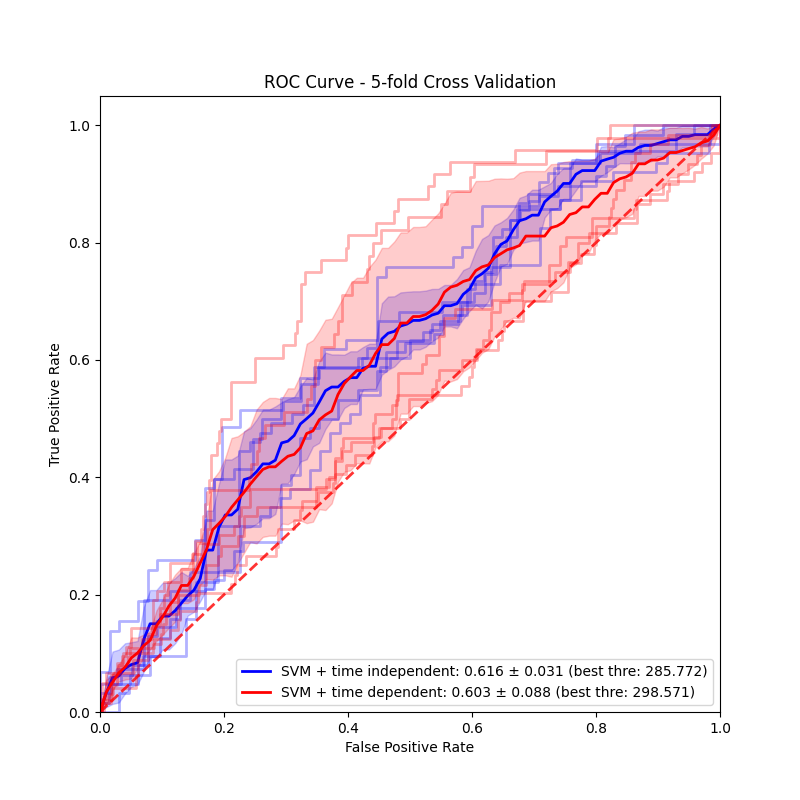 ROC Curve - 5-fold Cross Validation
True Positive Rate
1.0
0.8
0.6
0.4
0.2
0.0
SVM + time independent: 0.616 ± 0.031 (best thre: 285.772)
SVM + time dependent: 0.603 ± 0.088 (best thre: 298.571)
0.0 0.2 0.4 0.6 0.8 1.0
False Positive Rate